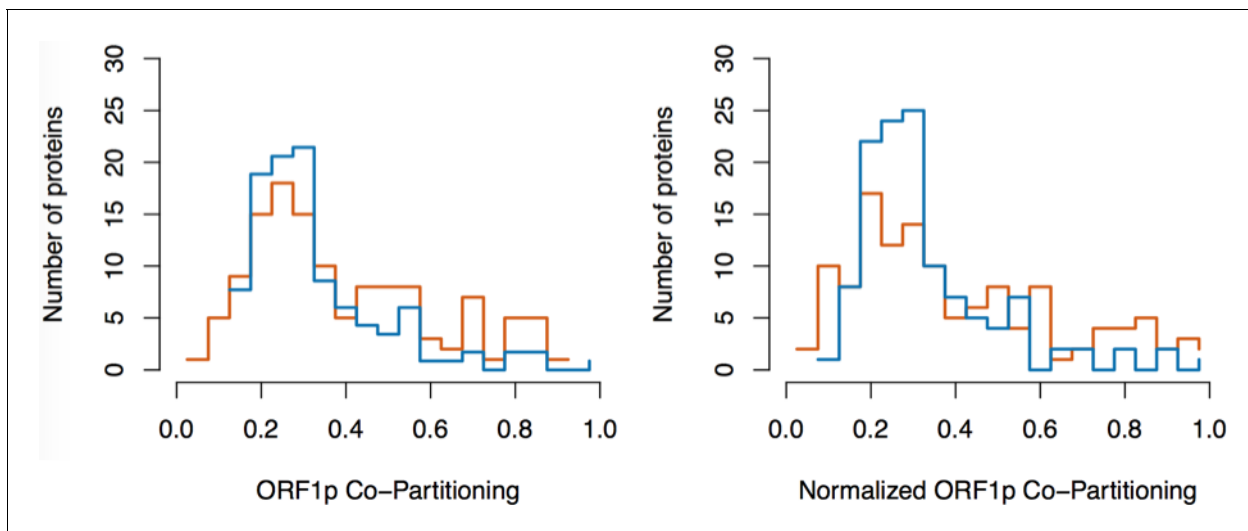 Number of proteins
0 5 10 15 20 25 30
0.0 0.2 0.4 0.6 0.8 1.0
ORF1p Co−Partitioning
Number of proteins
0 5 10 15 20 25 30
0.0 0.2 0.4 0.6 0.8 1.0
Normalized ORF1p Co−Partitioning